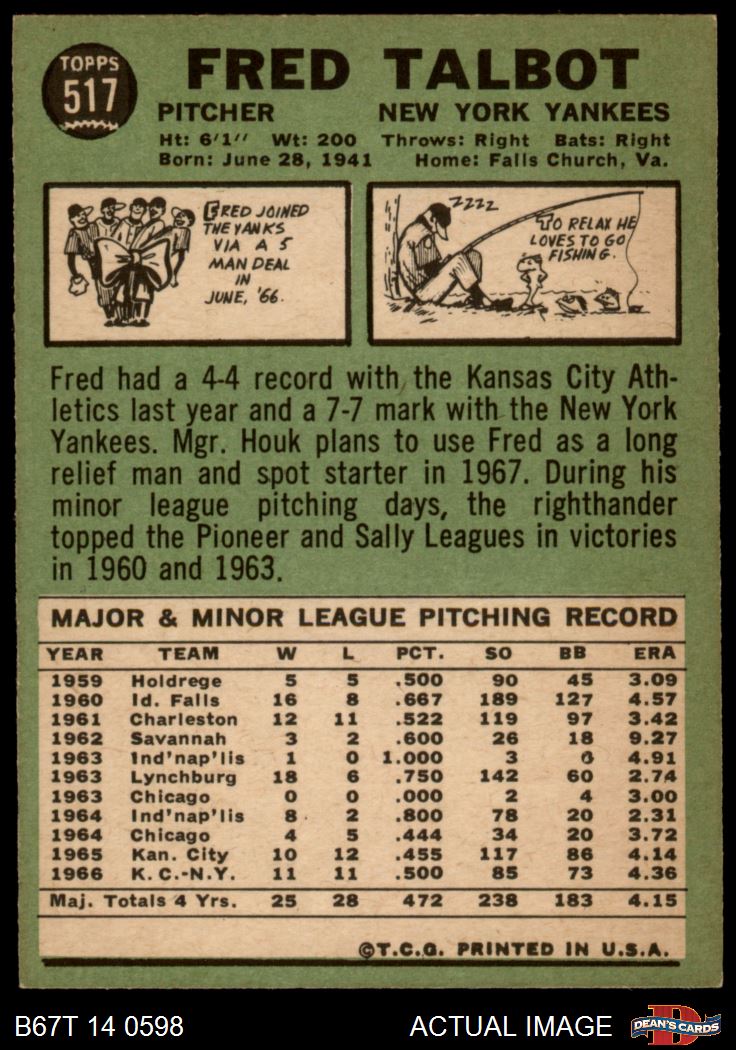 TOPPS
517
FRED TALBOT
PITCHER NEW YORK YANKEES
Ht: 6'1" Wt: 200 Throws: Right Bats: Right
Born: June 28, 1941 Home: Falls Church, Va.
FRED JOINED
THE YANKS
VIA A 5
MAN DEAL
IN
JUNE, '66.
ZZZZ
TO RELAX HE
LOVES TO GO
FISHING.
Fred had a 4-4 record with the Kansas City Ath-
letics last year and a 7-7 mark with the New York
Yankees. Mgr. Houk plans to use Fred as a long
relief man and spot starter in 1967. During his
minor league pitching days, the righthander
topped the Pioneer and Sally Leagues in victories
in 1960 and 1963.
MAJOR & MINOR LEAGUE PITCHING RECORD
YEAR TEAM W L PCT. SO BB ERA
1959 Holdrege 5 5 .500 90 45 3.09
1960 Id. Falls 16 8 .667 189 127 4.57
1961 Charleston 12 11 .522 119 97 3.42
1962 Savannah 3 2 .600 26 18 9.27
1963 Ind'nap'lis 1 0 1.000 3 0 4.91
1963 Lynchburg 18 6 .750 142 60 2.74
1963 Chicago 0 0 .000 2 4 3.00
1964 Ind'nap'lis 8 2 .800 78 20 2.31
1964 Chicago 4 5 .444 34 20 3.72
1965 Kan. City 10 12 .455 117 86 4.14
1966 K.C.-N.Y. 11 11 .500 85 73 4.36
Maj. Totals 4 Yrs. 25 28 472 238 183 4.15
©T.C.G. PRINTED IN U.S.A.
B67T 14 0598 ACTUAL IMAGE D DEAN'S CARDS